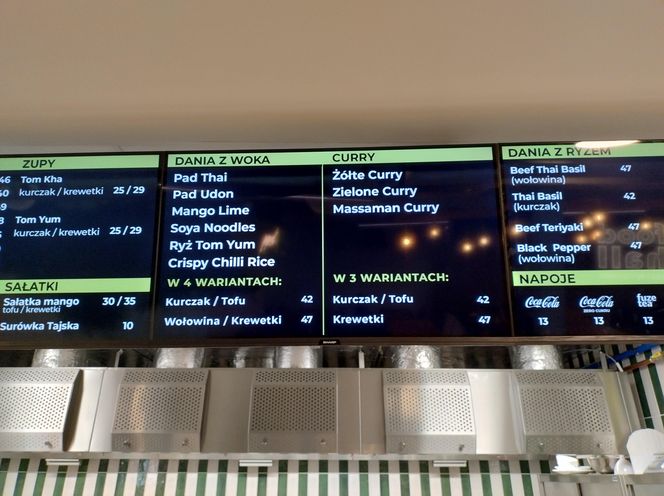 ZUPY
46 Tom Kha
kurczak / krewetki 25 / 29
Tom Yum
kurczak / krewetki 25 / 29
SAŁATKI
Sałatka mango 30 / 35
tofu / krewetki
Surówka Tajska 10
DANIA Z WOKA
Pad Thai
Pad Udon
Mango Lime
Soya Noodles
Ryż Tom Yum
Crispy Chilli Rice
W 4 WARIANTACH:
Kurczak / Tofu 42
Wołowina / Krewetki 47
CURRY
Żółte Curry
Zielone Curry
Massaman Curry
W 3 WARIANTACH:
Kurczak / Tofu 42
Krewetki 47
DANIA Z RYŻEM
Beef Thai Basil 47
(wołowina)
Thai Basil 42
(kurczak)
Beef Teriyaki 47
Black Pepper 47
(wołowina)
NAPOJE
Coca-Cola Coca-Cola fuze
ZERO CUKRU tea
13 13 13
SHARP